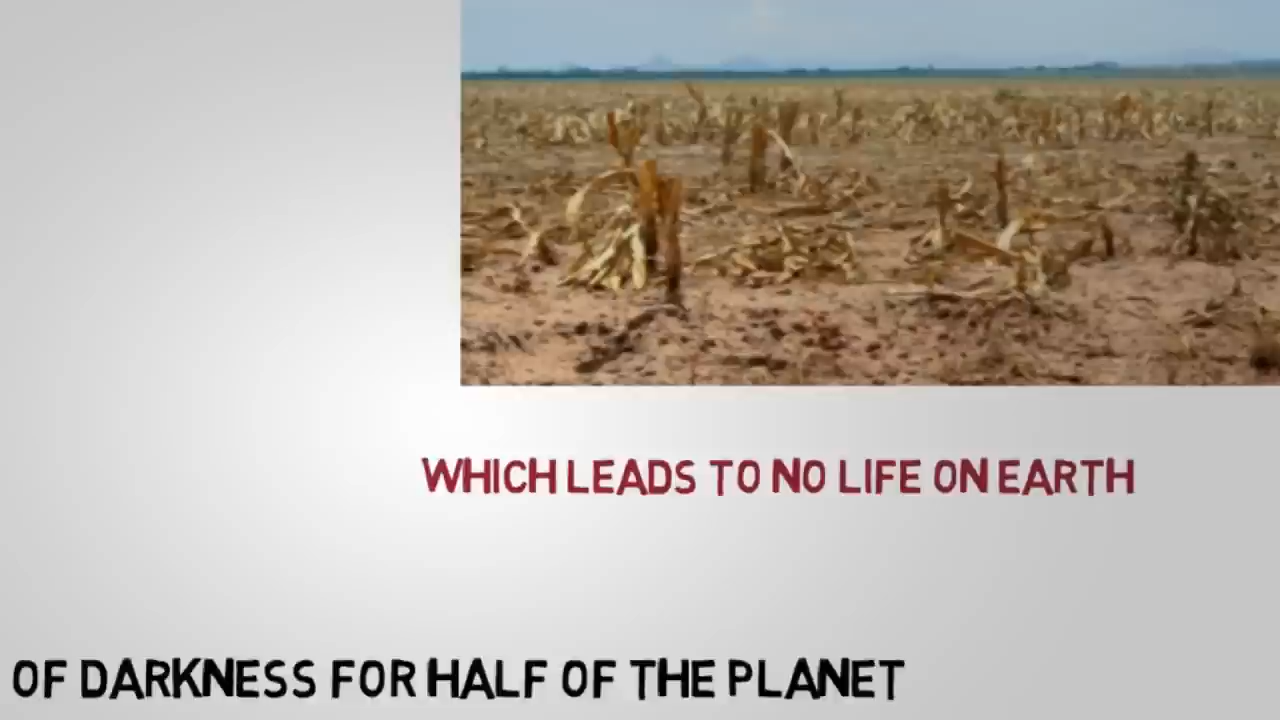 WHICH LEADS TO NO LIFE ON EARTH
OF DARKNESS FOR HALF OF THE PLANET